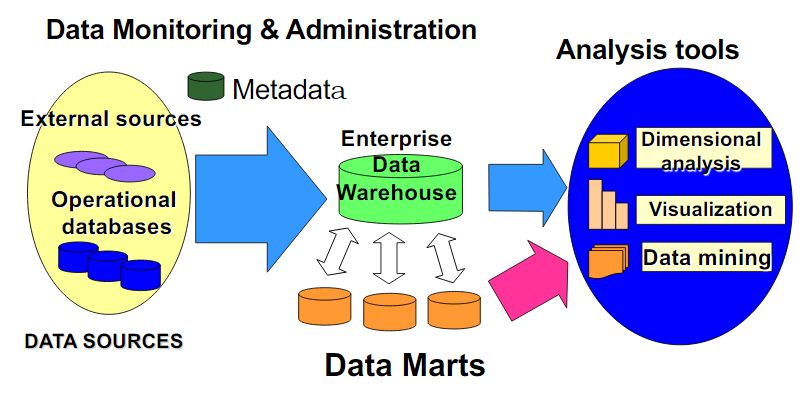 Data Monitoring & Administration
Analysis tools
Metadata
External sources
Enterprise
Data
Warehouse
Dimensional
analysis
Operational
databases
Visualization
Data mining
DATA SOURCES
Data Marts